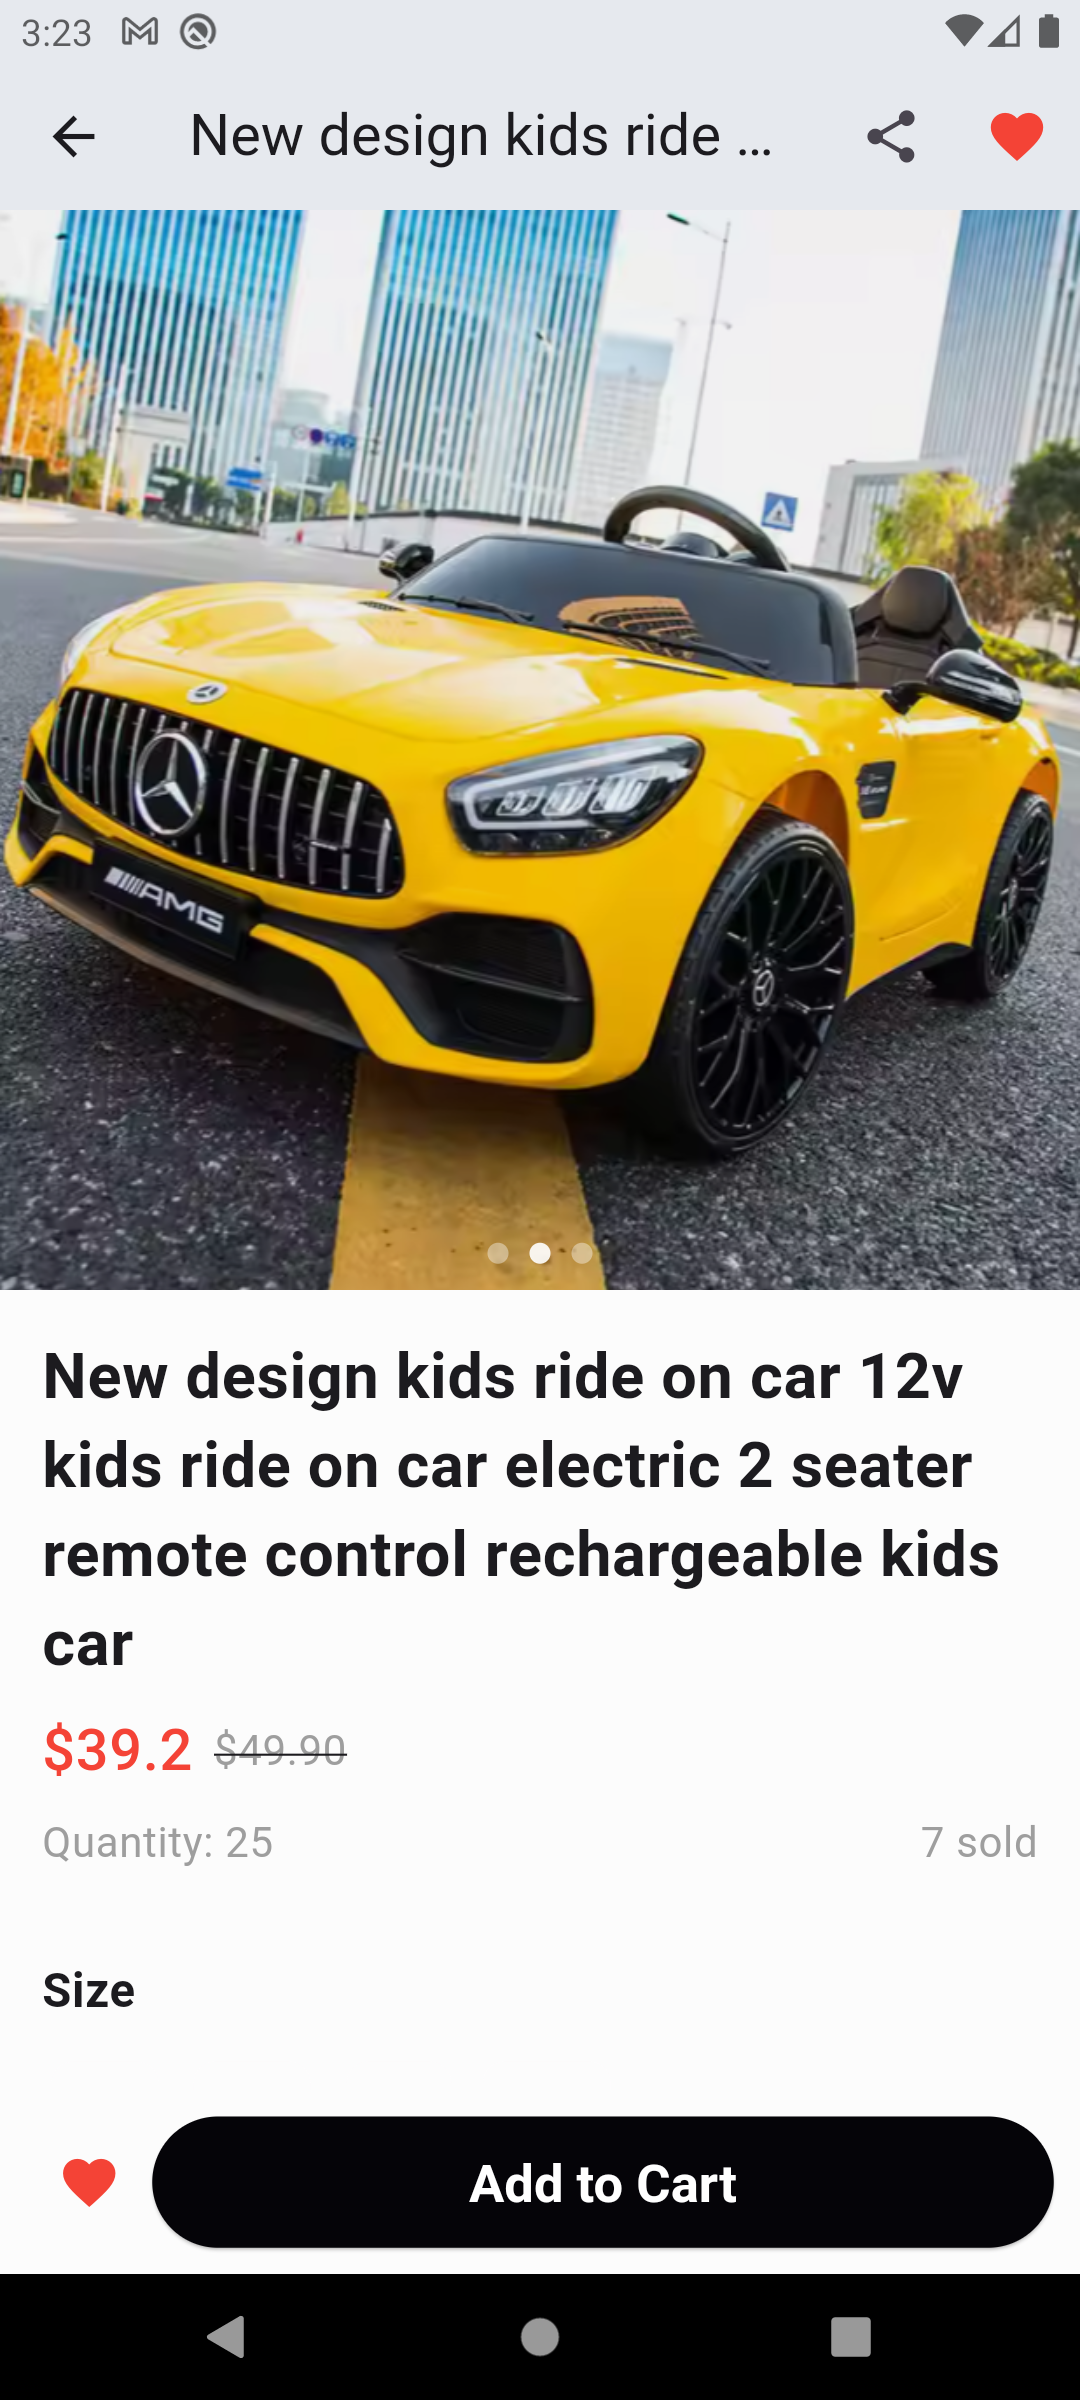 3:23
New design kids ride ...
AMG
New design kids ride on car 12v
kids ride on car electric 2 seater
remote control rechargeable kids
car
$39.2 $49.90
Quantity: 25 7 sold
Size
Add to Cart